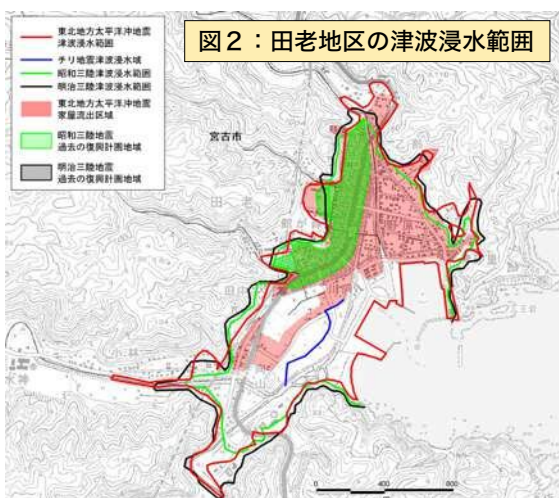 図２：田老地区の津波浸水範囲
東北地方太平洋沖地震
津波浸水範囲
チリ地震津波浸水域
昭和三陸津波浸水範囲
明治三陸津波浸水範囲
東北地方太平洋沖地震
家屋流出区域
昭和三陸地震
過去の復興計画地域
明治三陸地震
過去の復興計画地域
宮古市
田老
0 400 800